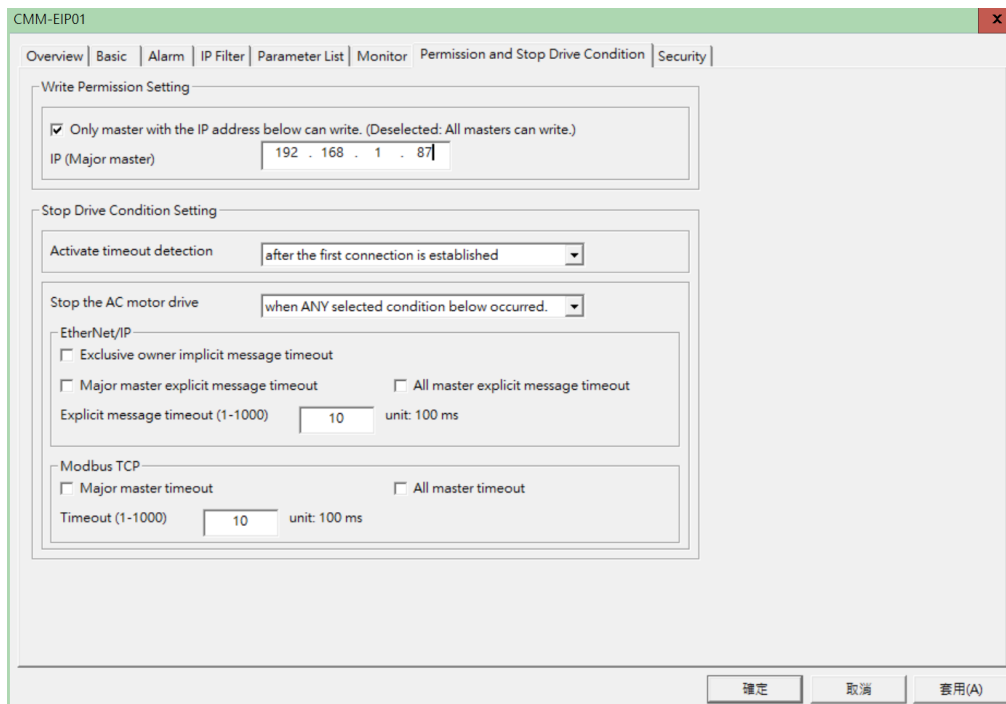 CMM-EIP01 x
Overview Basic Alarm IP Filter Parameter List Monitor Permission and Stop Drive Condition Security
Write Permission Setting
Only master with the IP address below can write. (Deselected: All masters can write.)
IP (Major master) 192 . 168 . 1 . 87
Stop Drive Condition Setting
Activate timeout detection after the first connection is established
Stop the AC motor drive when ANY selected condition below occurred.
EtherNet/IP
Exclusive owner implicit message timeout
Major master explicit message timeout All master explicit message timeout
Explicit message timeout (1-1000) 10 unit: 100 ms
Modbus TCP
Major master timeout All master timeout
Timeout (1-1000) 10 unit: 100 ms
確定 取消 套用(A)